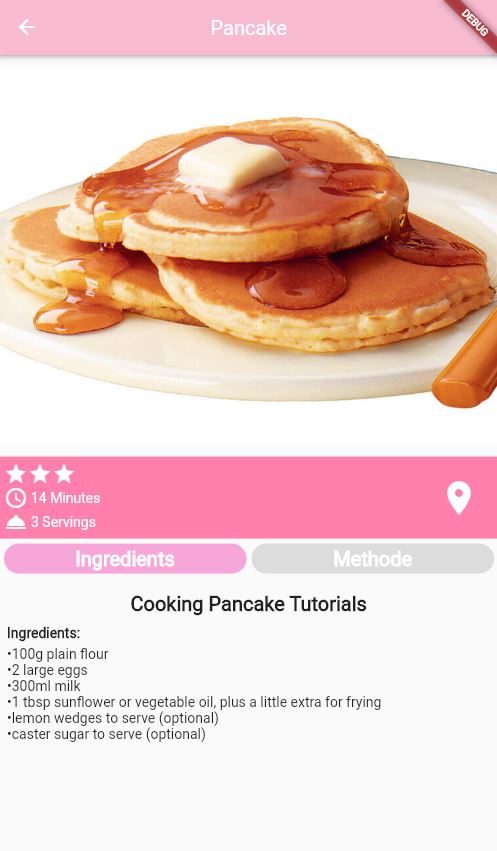 Pancake
DEBUG
14 Minutes
3 Servings
Ingredients
Methode
Cooking Pancake Tutorials
Ingredients:
•100g plain flour
•2 large eggs
•300ml milk
•1 tbsp sunflower or vegetable oil, plus a little extra for frying
•lemon wedges to serve (optional)
•caster sugar to serve (optional)